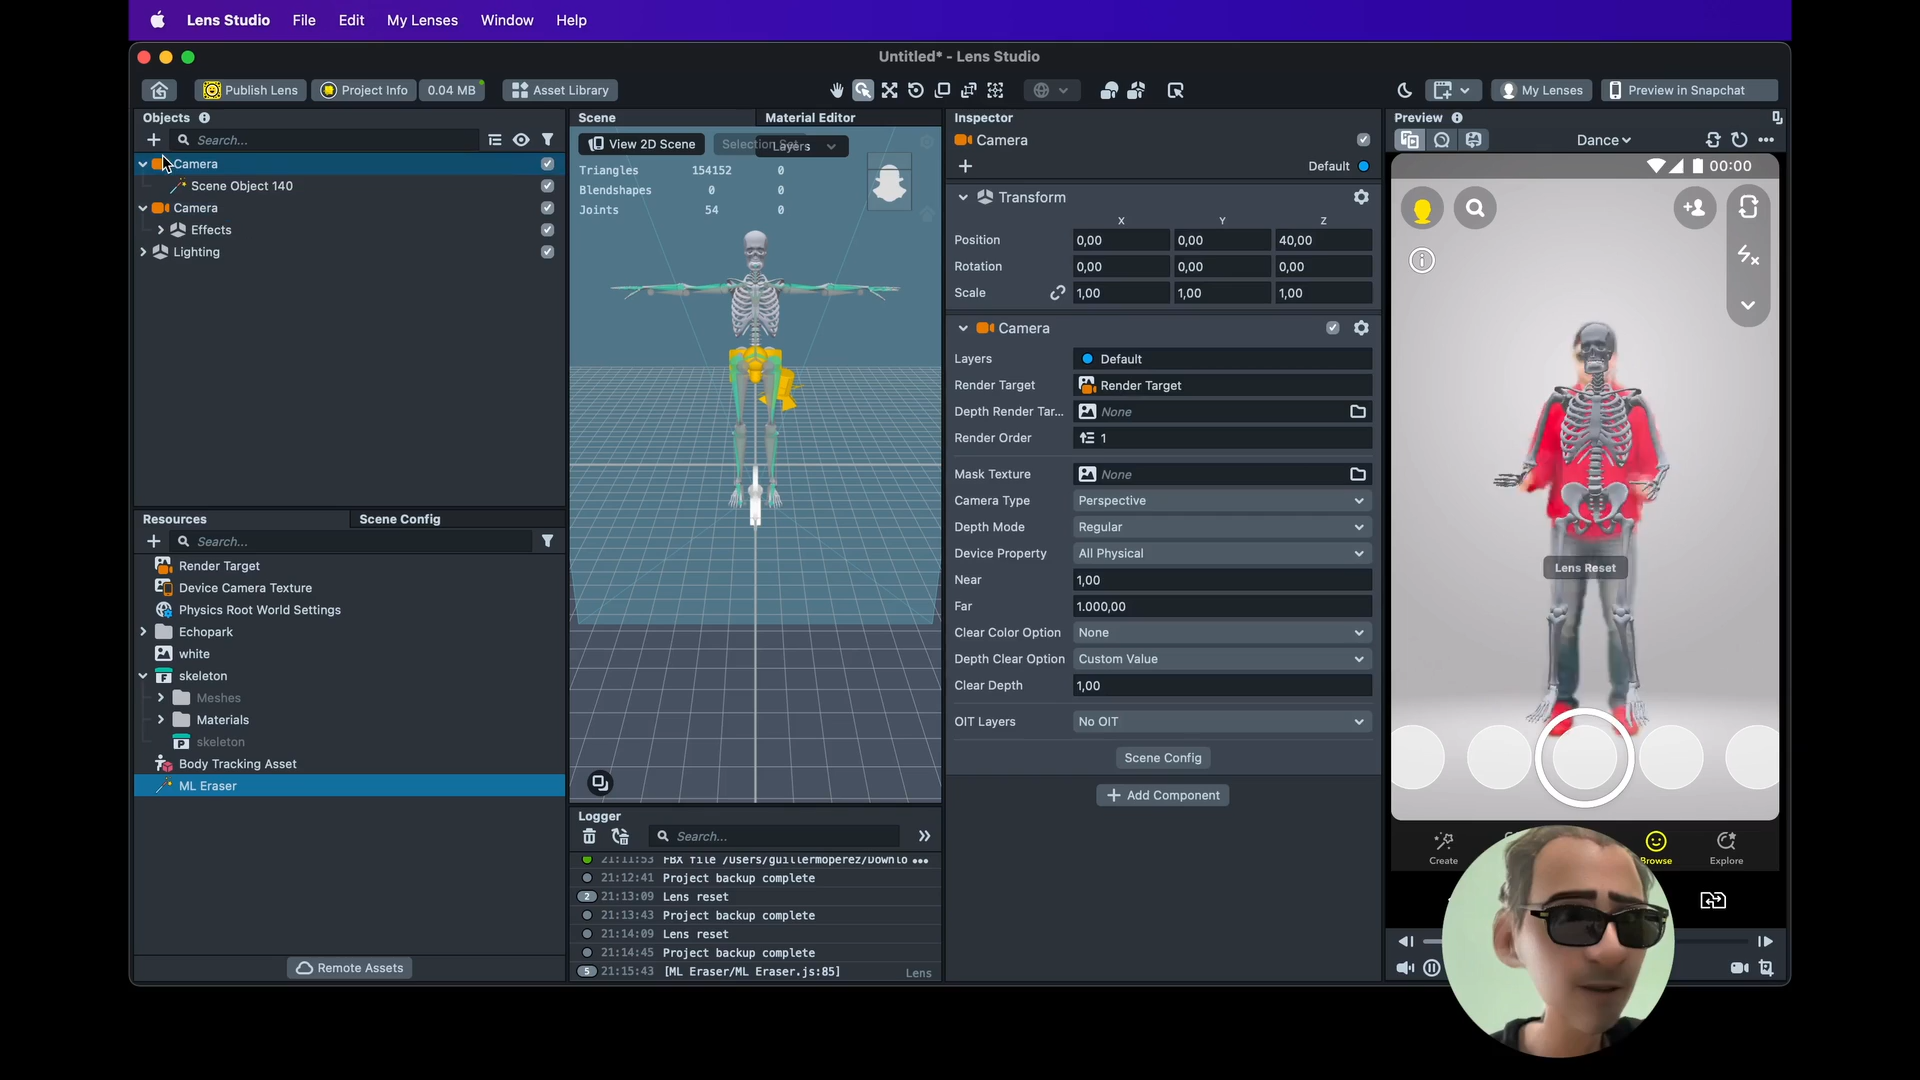 Lens Studio File Edit My Lenses Window Help
Untitled* - Lens Studio
Publish Lens Project Info 0.04 MB Asset Library My Lenses Preview in Snapchat
Objects
Search...
Camera
Scene Object 140
Camera
Effects
Lighting
Resources Scene Config
Search...
Render Target
Device Camera Texture
Physics Root World Settings
Echopark
white
skeleton
Meshes
Materials
skeleton
Body Tracking Asset
ML Eraser
Remote Assets
Scene Material Editor
View 2D Scene Layers
Triangles 154152 0
Blendshapes 0 0
Joints 54 0
Logger
Search...
21:11:53 FBX file /Users/guillermoperez/Downlo •••
21:12:41 Project backup complete
2 21:13:09 Lens reset
21:13:43 Project backup complete
21:14:09 Lens reset
21:14:45 Project backup complete
5 21:15:43 [ML Eraser/ML Eraser.js:85] Lens
Inspector
Camera
Default
Transform
X Y Z
Position 0,00 0,00 40,00
Rotation 0,00 0,00 0,00
Scale 1,00 1,00 1,00
Camera
Layers Default
Render Target Render Target
Depth Render Tar... None
Render Order 1
Mask Texture None
Camera Type Perspective
Depth Mode Regular
Device Property All Physical
Near 1,00
Far 1.000,00
Clear Color Option None
Depth Clear Option Custom Value
Clear Depth 1,00
OIT Layers No OIT
Scene Config
Add Component
Preview
Dance
00:00
Lens Reset
Create Browse Explore